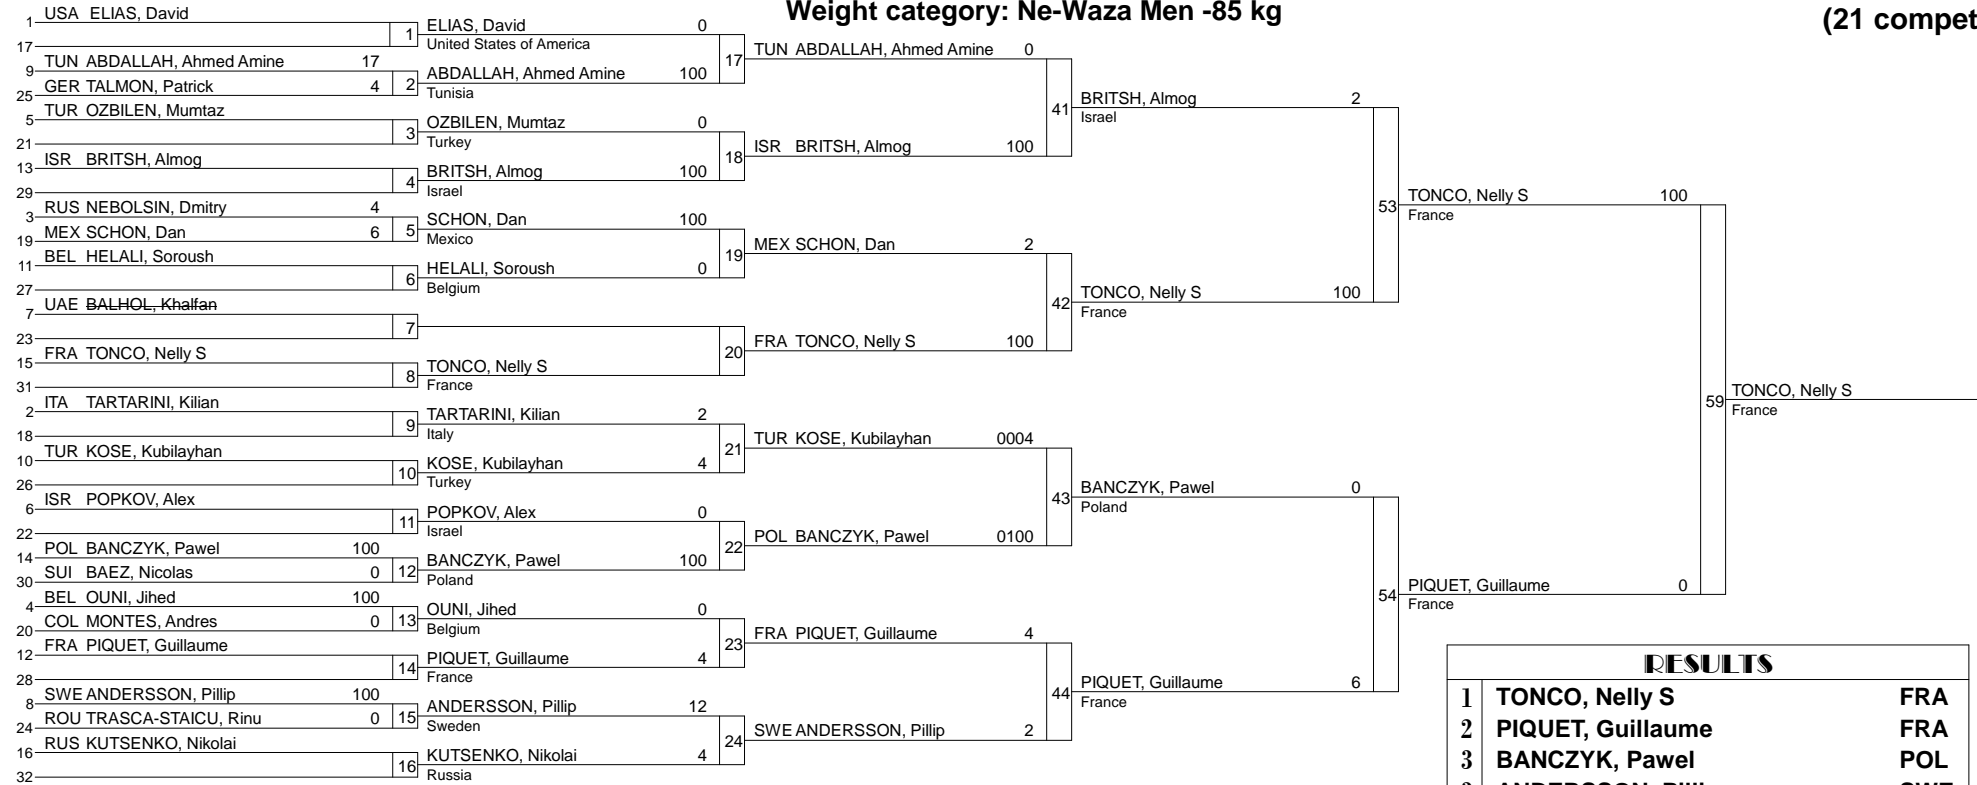 Weight category: Ne-Waza Men -85 kg
(21 compet
1 USA ELIAS, David
17
1
9 TUN ABDALLAH, Ahmed Amine 17
25 GER TALMON, Patrick 4
2
5 TUR OZBILEN, Mumtaz
21
3
13 ISR BRITSH, Almog
29
4
3 RUS NEBOLSIN, Dmitry 4
19 MEX SCHON, Dan 6
5
11 BEL HELALI, Soroush
27
6
7 UAE BALHOL, Khalfan
23
7
15 FRA TONCO, Nelly S
31
8
2 ITA TARTARINI, Kilian
18
9
10 TUR KOSE, Kubilayhan
26
10
6 ISR POPKOV, Alex
22
11
14 POL BANCZYK, Pawel 100
30 SUI BAEZ, Nicolas 0
12
4 BEL OUNI, Jihed 100
20 COL MONTES, Andres 0
13
12 FRA PIQUET, Guillaume
28
14
8 SWE ANDERSSON, Pillip 100
24 ROU TRASCA-STAICU, Rinu 0
15
16 RUS KUTSENKO, Nikolai
32
16
ELIAS, David 0
United States of America
17
ABDALLAH, Ahmed Amine 100
Tunisia
OZBILEN, Mumtaz 0
Turkey
18
BRITSH, Almog 100
Israel
SCHON, Dan 100
Mexico
19
HELALI, Soroush 0
Belgium
20
TONCO, Nelly S
France
TARTARINI, Kilian 2
Italy
21
KOSE, Kubilayhan 4
Turkey
POPKOV, Alex 0
Israel
22
BANCZYK, Pawel 100
Poland
OUNI, Jihed 0
Belgium
23
PIQUET, Guillaume 4
France
ANDERSSON, Pillip 12
Sweden
24
KUTSENKO, Nikolai 4
Russia
TUN ABDALLAH, Ahmed Amine 0
41
ISR BRITSH, Almog 100
MEX SCHON, Dan 2
42
FRA TONCO, Nelly S 100
TUR KOSE, Kubilayhan 0004
43
POL BANCZYK, Pawel 0100
FRA PIQUET, Guillaume 4
44
SWE ANDERSSON, Pillip 2
BRITSH, Almog 2
Israel
53
TONCO, Nelly S 100
France
BANCZYK, Pawel 0
Poland
54
PIQUET, Guillaume 6
France
TONCO, Nelly S 100
France
59
PIQUET, Guillaume 0
France
TONCO, Nelly S
France
RESULTS
1 TONCO, Nelly S FRA
2 PIQUET, Guillaume FRA
3 BANCZYK, Pawel POL